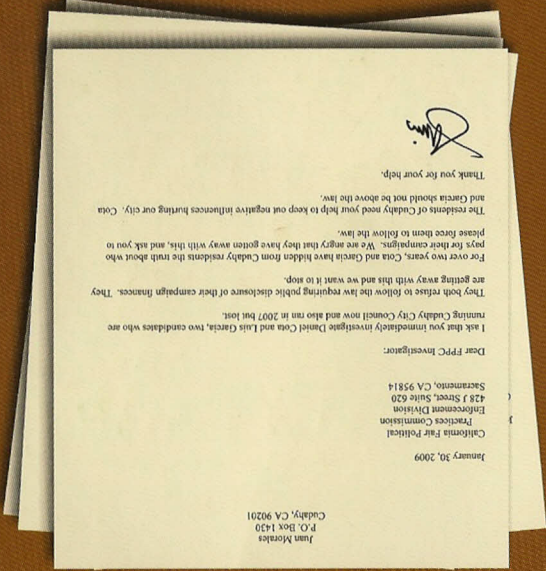 Juan Morales
P.O. Box 1430
Cudahy, CA 90201
January 30, 2009
California Fair Political
Practices Commission
Enforcement Division
428 J Street, Suite 620
Sacramento, CA 95814
Dear FPPC Investigator:
I ask that you immediately investigate Daniel Cota and Luis Garcia, two candidates who are
running Cudahy City Council now and also ran in 2007 but lost.
They both refuse to follow the law requiring public disclosure of their campaign finances. They
are getting away with this and we want it to stop.
For over two years, Cota and Garcia have hidden from Cudahy residents the truth about who
pays for their campaigns. We are angry that they have gotten away with this, and ask you to
please force them to follow the law.
The residents of Cudahy need your help to keep out negative influences hurting our city. Cota
and Garcia should not be above the law.
Thank you for your help.